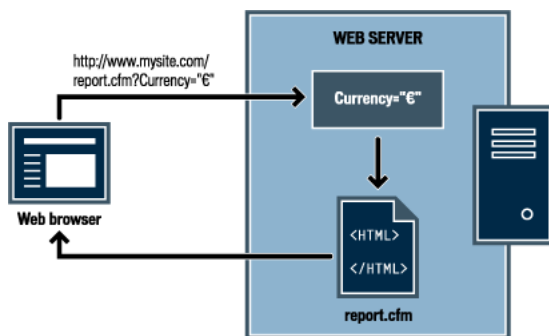 WEB SERVER
http://www.mysite.com/
report.cfm?Currency="€"
Currency="€"
Web browser
<HTML>
</HTML>
report.cfm